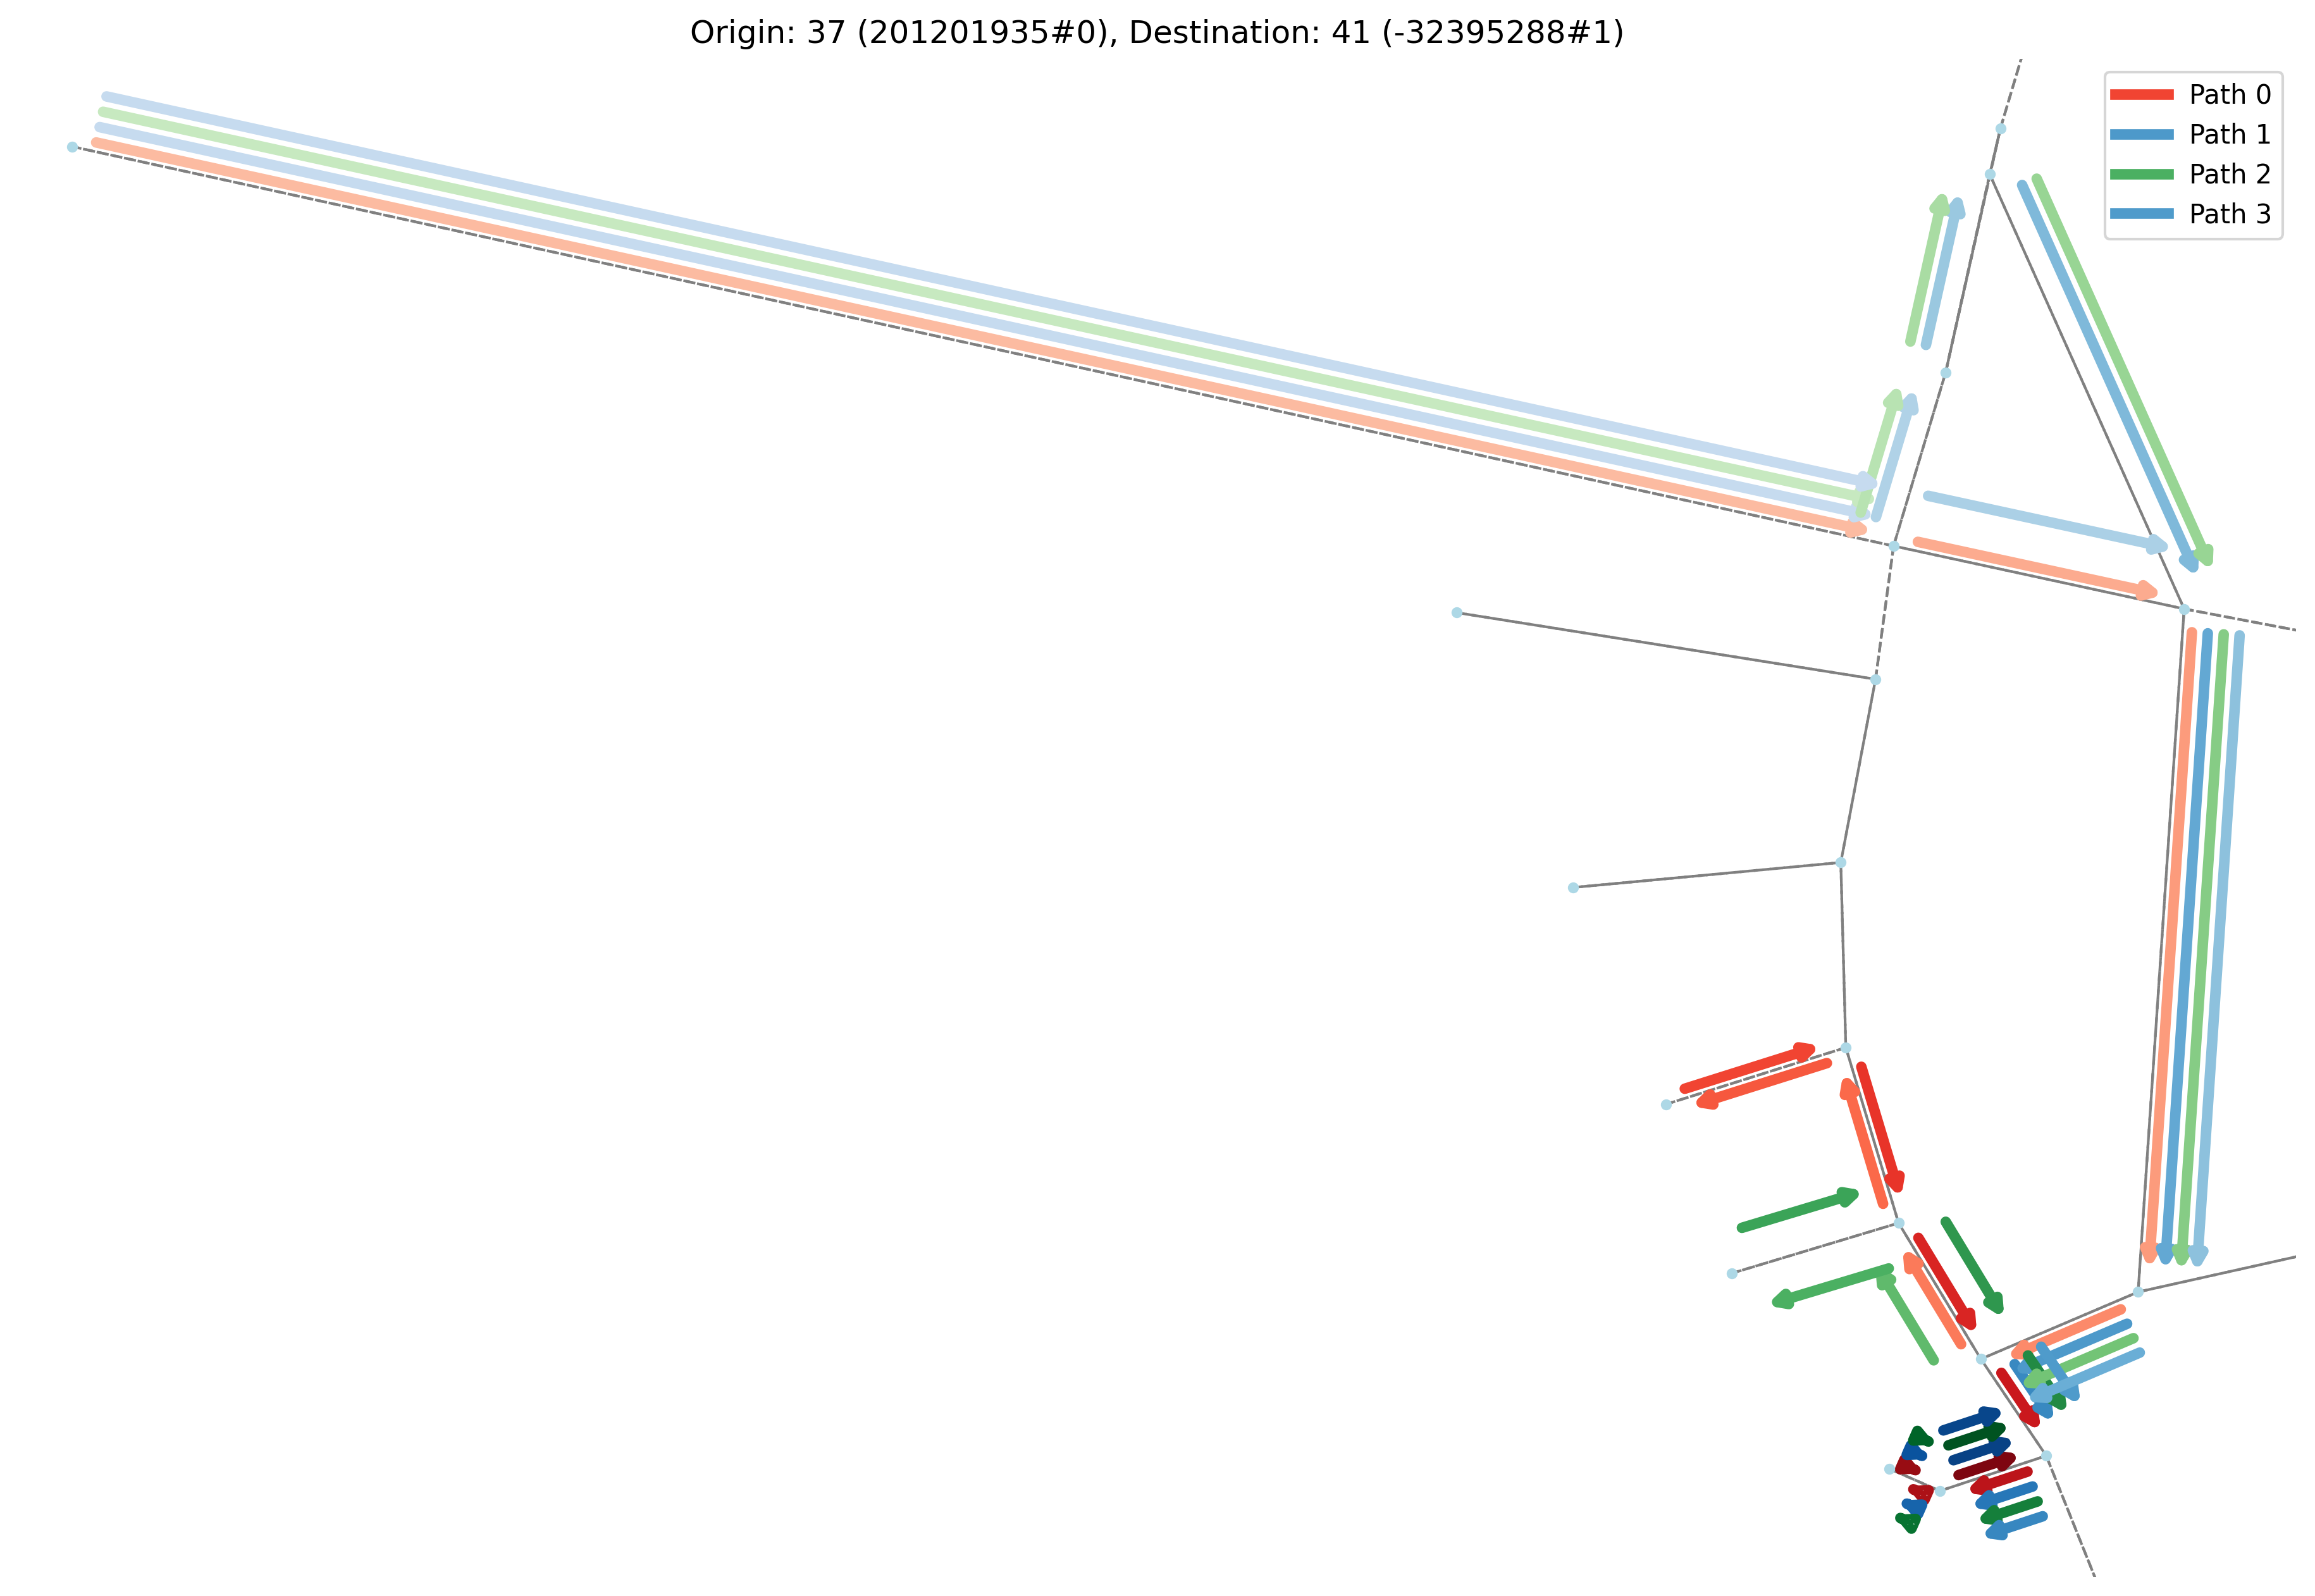 Origin: 37 (201201935#0), Destination: 41 (-32395288#1)
Path 0
Path 1
Path 2
Path 3